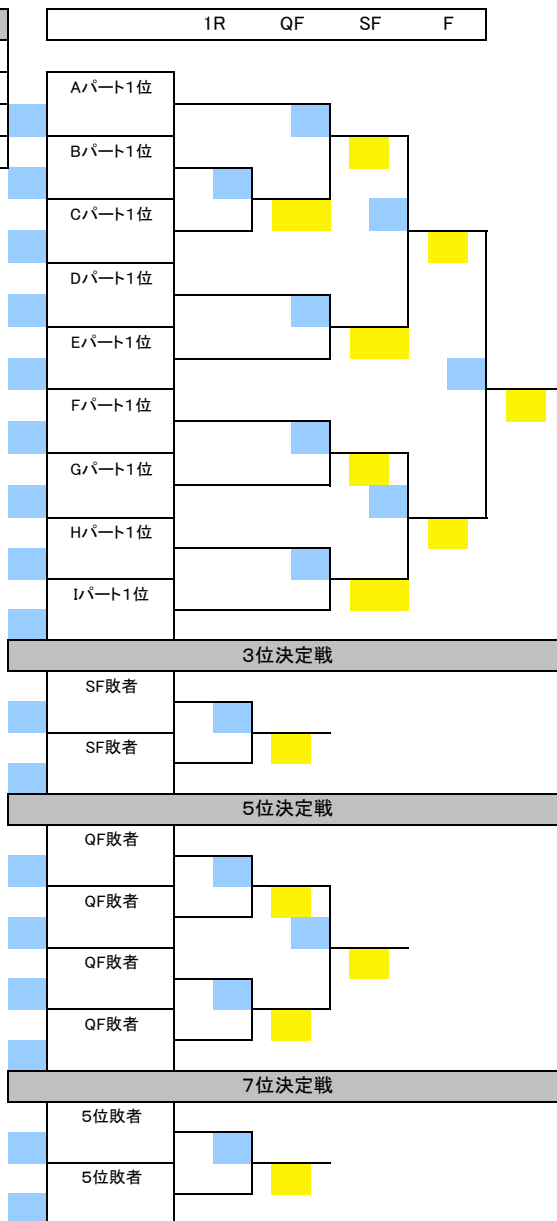 1R QF SF F
Aパート1位
Bパート1位
Cパート1位
Dパート1位
Eパート1位
Fパート1位
Gパート1位
Hパート1位
Iパート1位
3位決定戦
SF敗者
SF敗者
5位決定戦
QF敗者
QF敗者
QF敗者
QF敗者
7位決定戦
5位敗者
5位敗者